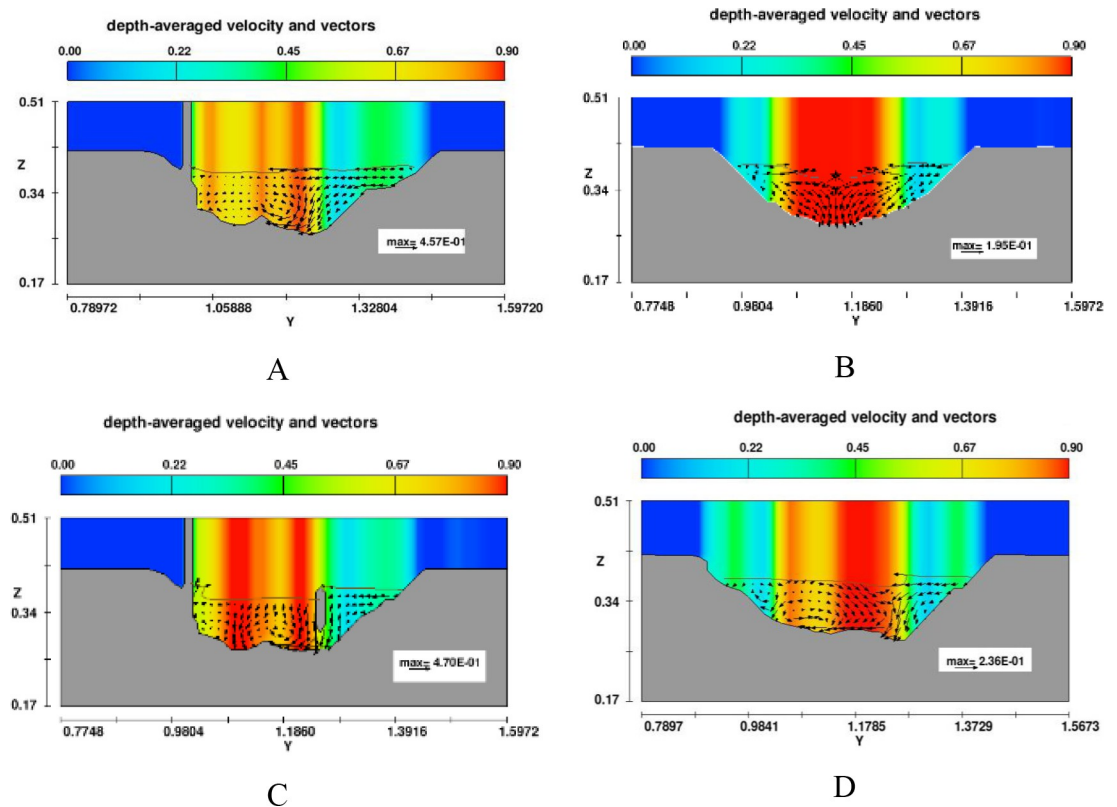 depth-averaged velocity and vectors
0.00 0.22 0.45 0.67 0.90
0.51
Z
0.34
max= 4.57E-01
0.17
0.78972 1.05888 1.32804 1.59720
Y
A
depth-averaged velocity and vectors
0.00 0.22 0.45 0.67 0.90
0.51
Z
0.34
max= 1.95E-01
0.17
0.7748 0.9804 1.1860 1.3916 1.5972
Y
B
depth-averaged velocity and vectors
0.00 0.22 0.45 0.67 0.90
0.51
Z
0.34
max= 4.70E-01
0.17
0.7748 0.9804 1.1860 1.3916 1.5972
Y
C
depth-averaged velocity and vectors
0.00 0.22 0.45 0.67 0.90
0.51
Z
0.34
max= 2.36E-01
0.17
0.7897 0.9841 1.1785 1.3729 1.5673
Y
D